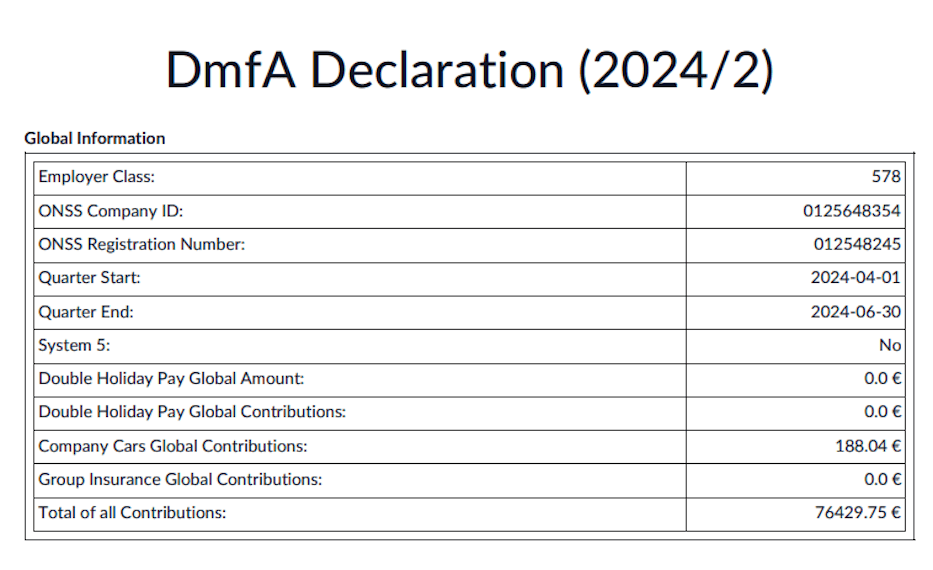 DmfA Declaration (2024/2)
Global Information
Employer Class: 578
ONSS Company ID: 0125648354
ONSS Registration Number: 012548245
Quarter Start: 2024-04-01
Quarter End: 2024-06-30
System 5: No
Double Holiday Pay Global Amount: 0.0 €
Double Holiday Pay Global Contributions: 0.0 €
Company Cars Global Contributions: 188.04 €
Group Insurance Global Contributions: 0.0 €
Total of all Contributions: 76429.75 €